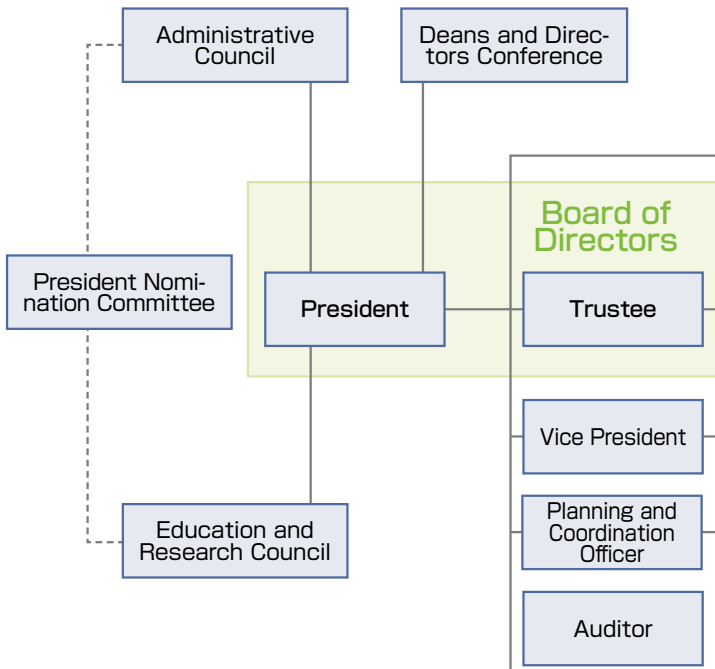 Administrative
Council
Deans and Direc-
tors Conference
Board of
Directors
President Nomi-
nation Committee
President
Trustee
Vice President
Education and
Research Council
Planning and
Coordination
Officer
Auditor